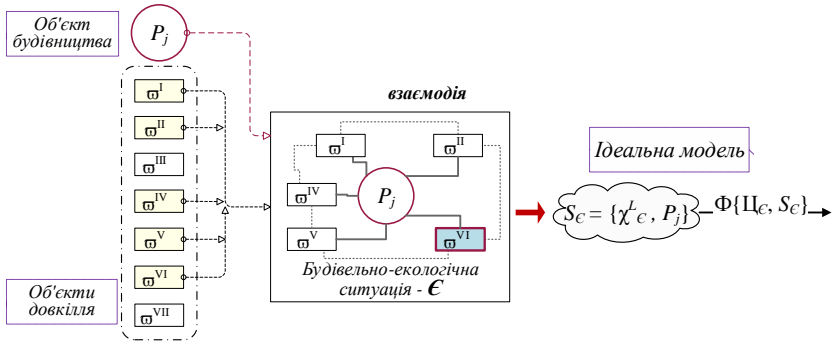 Об'єкт
будівництва
P_j
ϖ^I
ϖ^II
ϖ^III
ϖ^IV
ϖ^V
ϖ^VI
ϖ^VII
Об'єкти
довкілля
взаємодія
ϖ^I
ϖ^II
ϖ^IV
P_j
ϖ^V
ϖ^VI
Будівельно-екологічна
ситуація - Є
Ідеальна модель
S_Є = {χ^L_Є, P_j}
Ф{Ц_Є, S_Є}